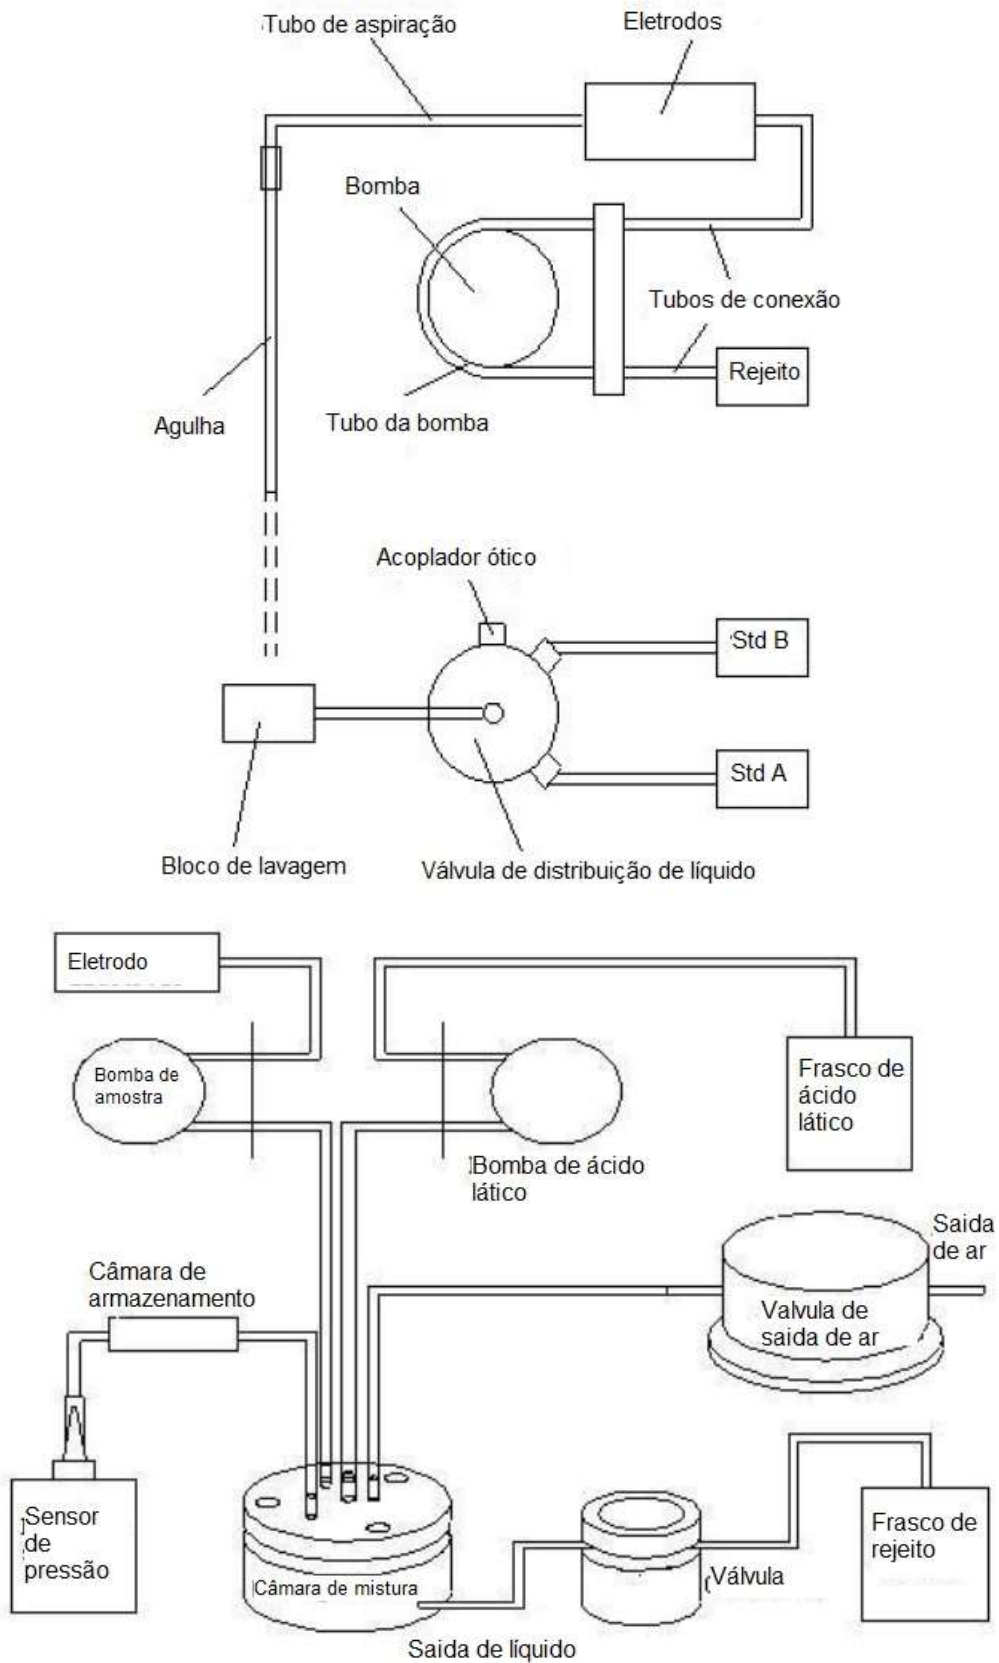 Tubo de aspiração
Eletrodos
Bomba
Tubos de conexão
Rejeito
Agulha
Tubo da bomba
Acoplador ótico
Std B
Std A
Bloco de lavagem
Válvula de distribuição de líquido
Eletrodo
Bomba de
amostra
Frasco de
ácido
lático
Bomba de ácido
lático
Saida
de ar
Câmara de
armazenamento
Valvula de
saida de ar
Sensor
de
pressão
Câmara de mistura
Válvula
Frasco de
rejeito
Saida de líquido